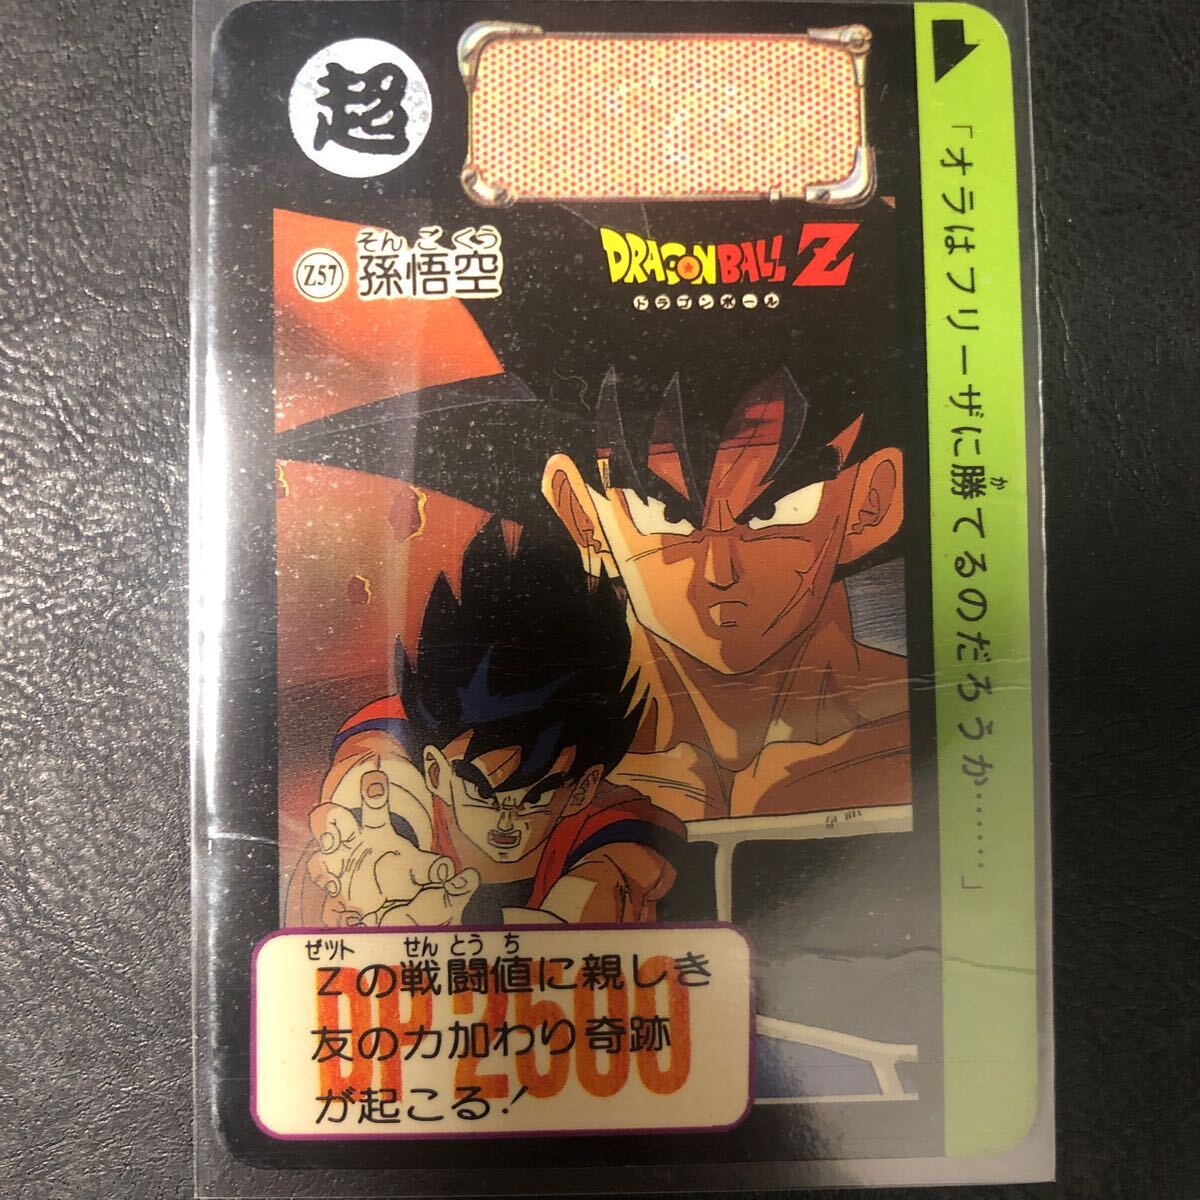 超
そんごくう
Z57 孫悟空
DRAGON BALL Z
ドラゴンボール
「オラはフリーザに勝てるのだろうか……」
か
ゼット せんとうち
Zの戦闘値に親しき
友の力加わり奇跡
が起こる!
DP 2600